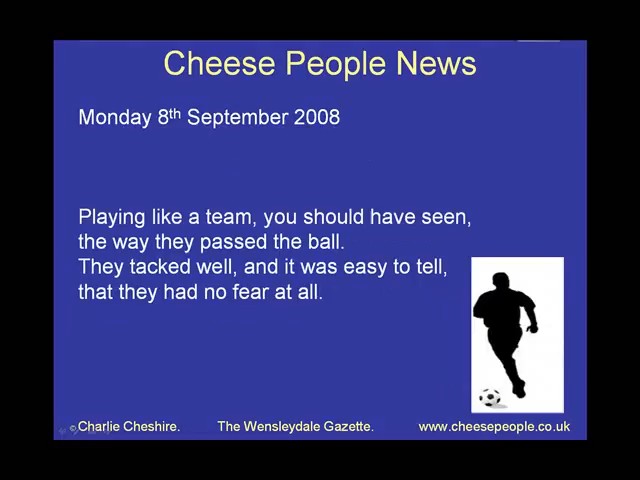 Cheese People News
Monday 8th September 2008
Playing like a team, you should have seen,
the way they passed the ball.
They tacked well, and it was easy to tell,
that they had no fear at all.
©Charlie Cheshire. The Wensleydale Gazette. www.cheesepeople.co.uk